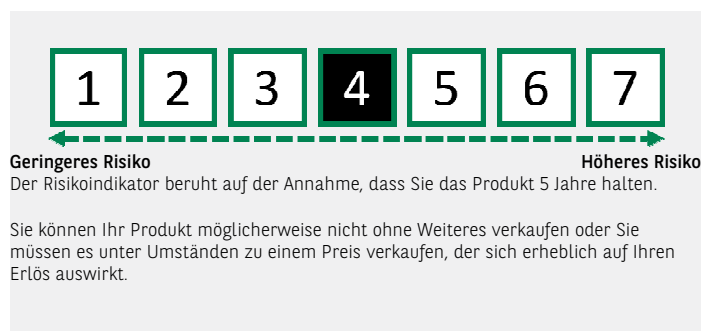 1 2 3 4 5 6 7
Geringeres Risiko Höheres Risiko
Der Risikoindikator beruht auf der Annahme, dass Sie das Produkt 5 Jahre halten.
Sie können Ihr Produkt möglicherweise nicht ohne Weiteres verkaufen oder Sie
müssen es unter Umständen zu einem Preis verkaufen, der sich erheblich auf Ihren
Erlös auswirkt.